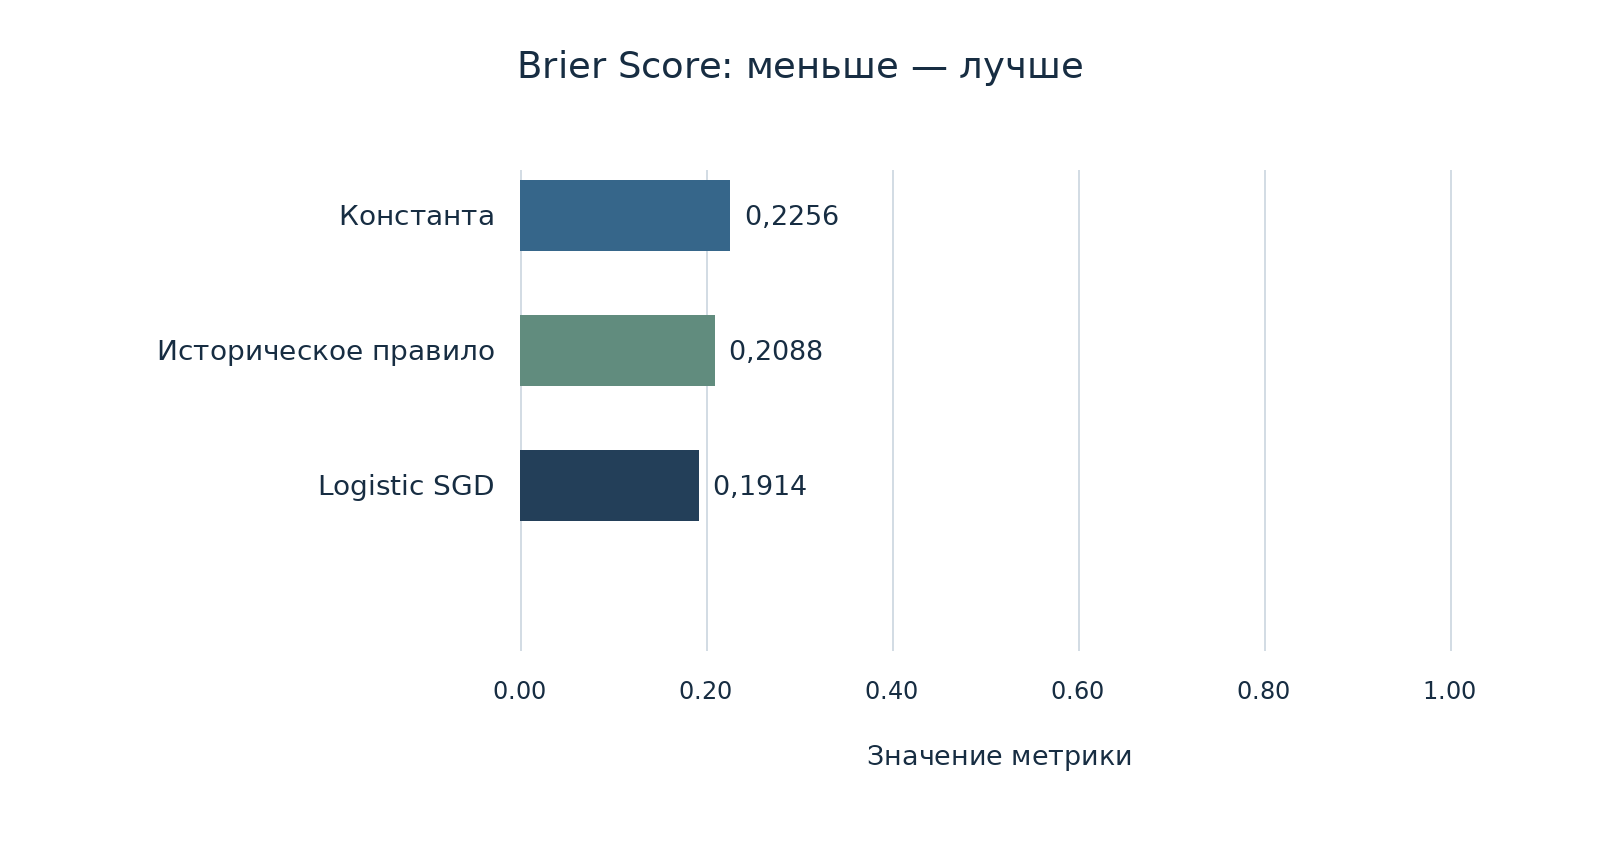 Brier Score: меньше — лучше
Константа 0,2256
Историческое правило 0,2088
Logistic SGD 0,1914
0.00 0.20 0.40 0.60 0.80 1.00
Значение метрики